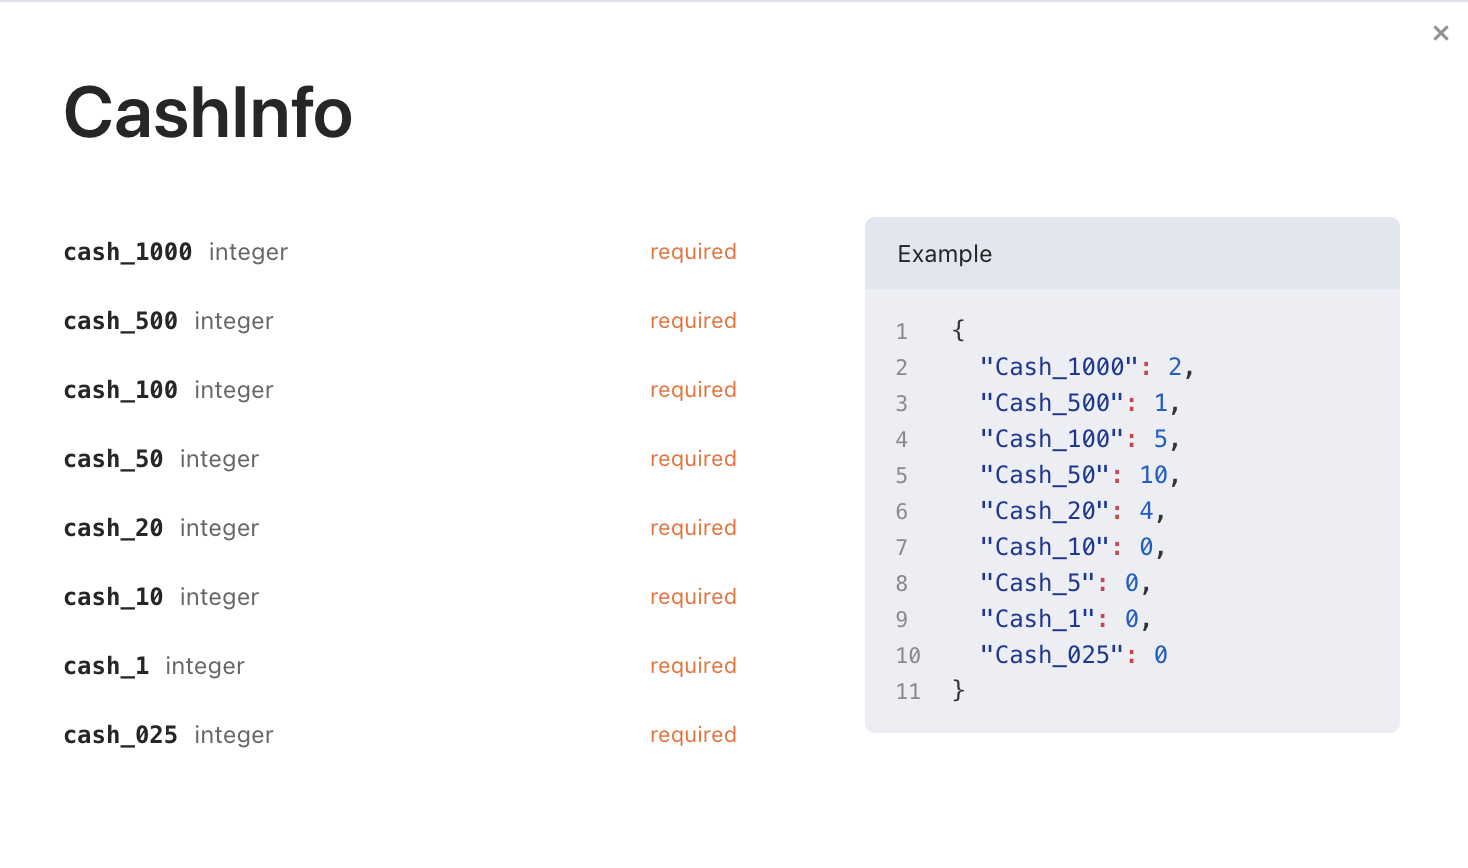 ×
CashInfo
cash_1000 integer required
cash_500 integer required
cash_100 integer required
cash_50 integer required
cash_20 integer required
cash_10 integer required
cash_1 integer required
cash_025 integer required
Example
1 {
2 "Cash_1000": 2,
3 "Cash_500": 1,
4 "Cash_100": 5,
5 "Cash_50": 10,
6 "Cash_20": 4,
7 "Cash_10": 0,
8 "Cash_5": 0,
9 "Cash_1": 0,
10 "Cash_025": 0
11 }